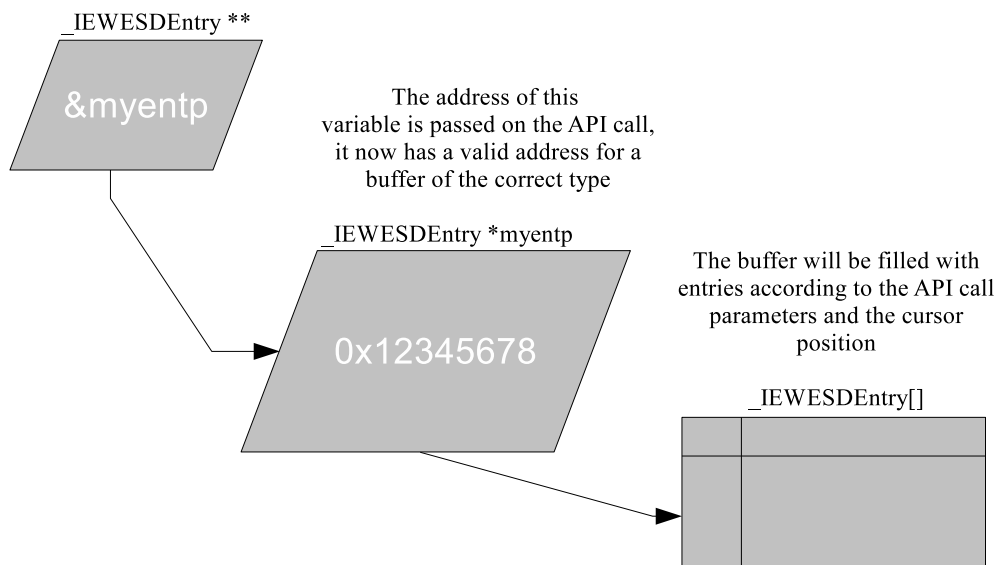 _IEWESDEntry **
&myentp
The address of this
variable is passed on the API call,
it now has a valid address for a
buffer of the correct type
_IEWESDEntry *myentp
0x12345678
The buffer will be filled with
entries according to the API call
parameters and the cursor
position
_IEWESDEntry[]